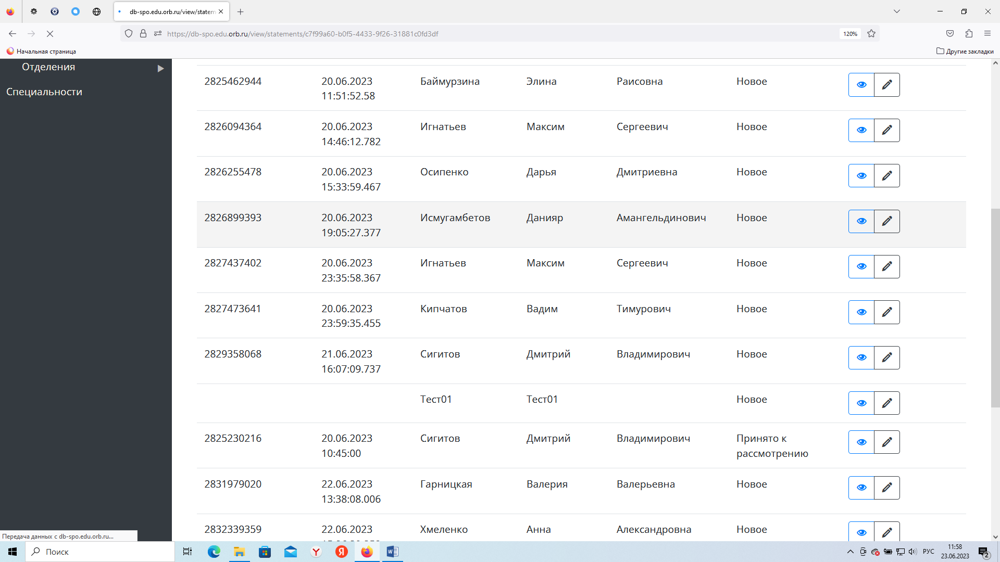 db-spo.edu.orb.ru/view/statem
https://db-spo.edu.orb.ru/view/statements/c7f99a60-b0f5-4433-9f26-31881c0fd3df
120%
Начальная страница
Другие закладки
Отделения
Специальности
2825462944 20.06.2023 Баймурзина Элина Раисовна Новое
11:51:52.58
2826094364 20.06.2023 Игнатьев Максим Сергеевич Новое
14:46:12.782
2826255478 20.06.2023 Осипенко Дарья Дмитриевна Новое
15:33:59.467
2826899393 20.06.2023 Исмугамбетов Данияр Амангельдинович Новое
19:05:27.377
2827437402 20.06.2023 Игнатьев Максим Сергеевич Новое
23:35:58.367
2827473641 20.06.2023 Кипчатов Вадим Тимурович Новое
23:59:35.455
2829358068 21.06.2023 Сигитов Дмитрий Владимирович Новое
16:07:09.737
Тест01 Тест01 Новое
2825230216 20.06.2023 Сигитов Дмитрий Владимирович Принято к
10:45:00 рассмотрению
2831979020 22.06.2023 Гарницкая Валерия Валерьевна Новое
13:38:08.006
2832339359 22.06.2023 Хмеленко Анна Александровна Новое
Передача данных с db-spo.edu.orb.ru...
Поиск
РУС
11:58
23.06.2023
2